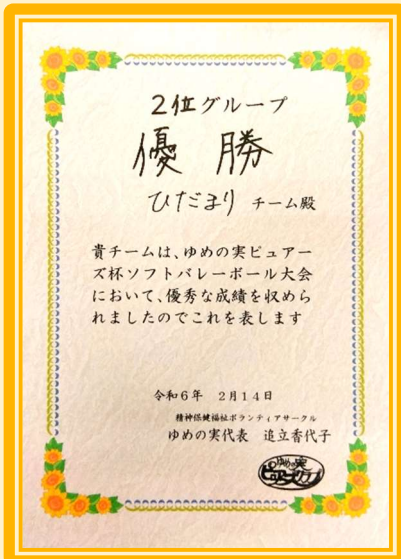 2位グループ
優勝
ひだまり チーム殿
貴チームは、ゆめの実ピュアー
ズ杯ソフトバレーボール大会
において、優秀な成績を収めら
れましたのでこれを表します
令和6年 2月14日
精神保健福祉ボランティアサークル
ゆめの実代表 追立香代子
ゆめの実